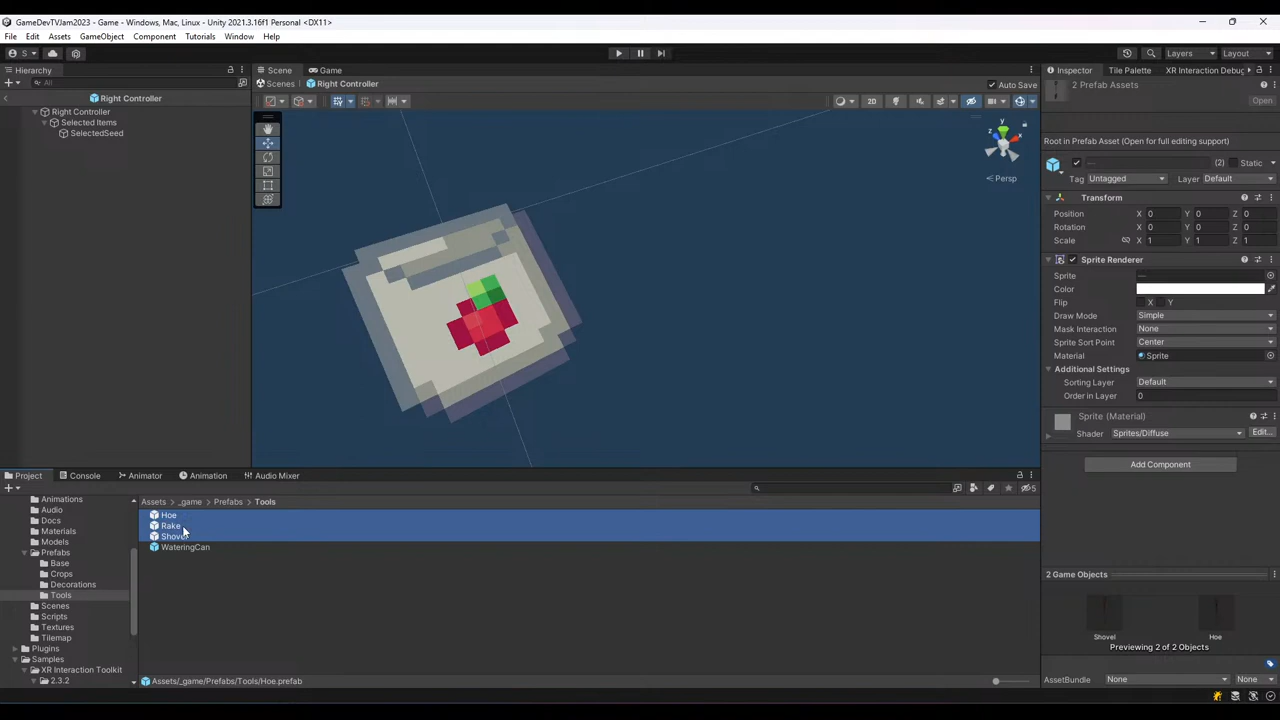 GameDevTVJam2023 - Game - Windows, Mac, Linux - Unity 2021.3.16f1 Personal <DX11>
File Edit Assets GameObject Component Tutorials Window Help
S Layers Layout
Hierarchy
All
Right Controller
Right Controller
Selected Items
SelectedSeed
Scene Game
Scenes Right Controller Auto Save
2D
y
z x
Persp
Inspector Tile Palette XR Interaction Debug
2 Prefab Assets
Open
Root in Prefab Asset (Open for full editing support)
(2) Static
Tag Untagged Layer Default
Transform
Position X 0 Y 0 Z 0
Rotation X 0 Y 0 Z 0
Scale X 1 Y 1 Z 1
Sprite Renderer
Sprite —
Color
Flip X Y
Draw Mode Simple
Mask Interaction None
Sprite Sort Point Center
Material Sprite
Additional Settings
Sorting Layer Default
Order in Layer 0
Sprite (Material)
Shader Sprites/Diffuse Edit...
Add Component
2 Game Objects
Shovel Hoe
Previewing 2 of 2 Objects
AssetBundle None None
Project Console Animator Animation Audio Mixer
5
Assets > _game > Prefabs > Tools
Animations
Audio
Docs
Materials
Models
Prefabs
Base
Crops
Decorations
Tools
Scenes
Scripts
Textures
Tilemap
Plugins
Samples
XR Interaction Toolkit
2.3.2
Hoe
Rake
Shovel
WateringCan
Assets/_game/Prefabs/Tools/Hoe.prefab